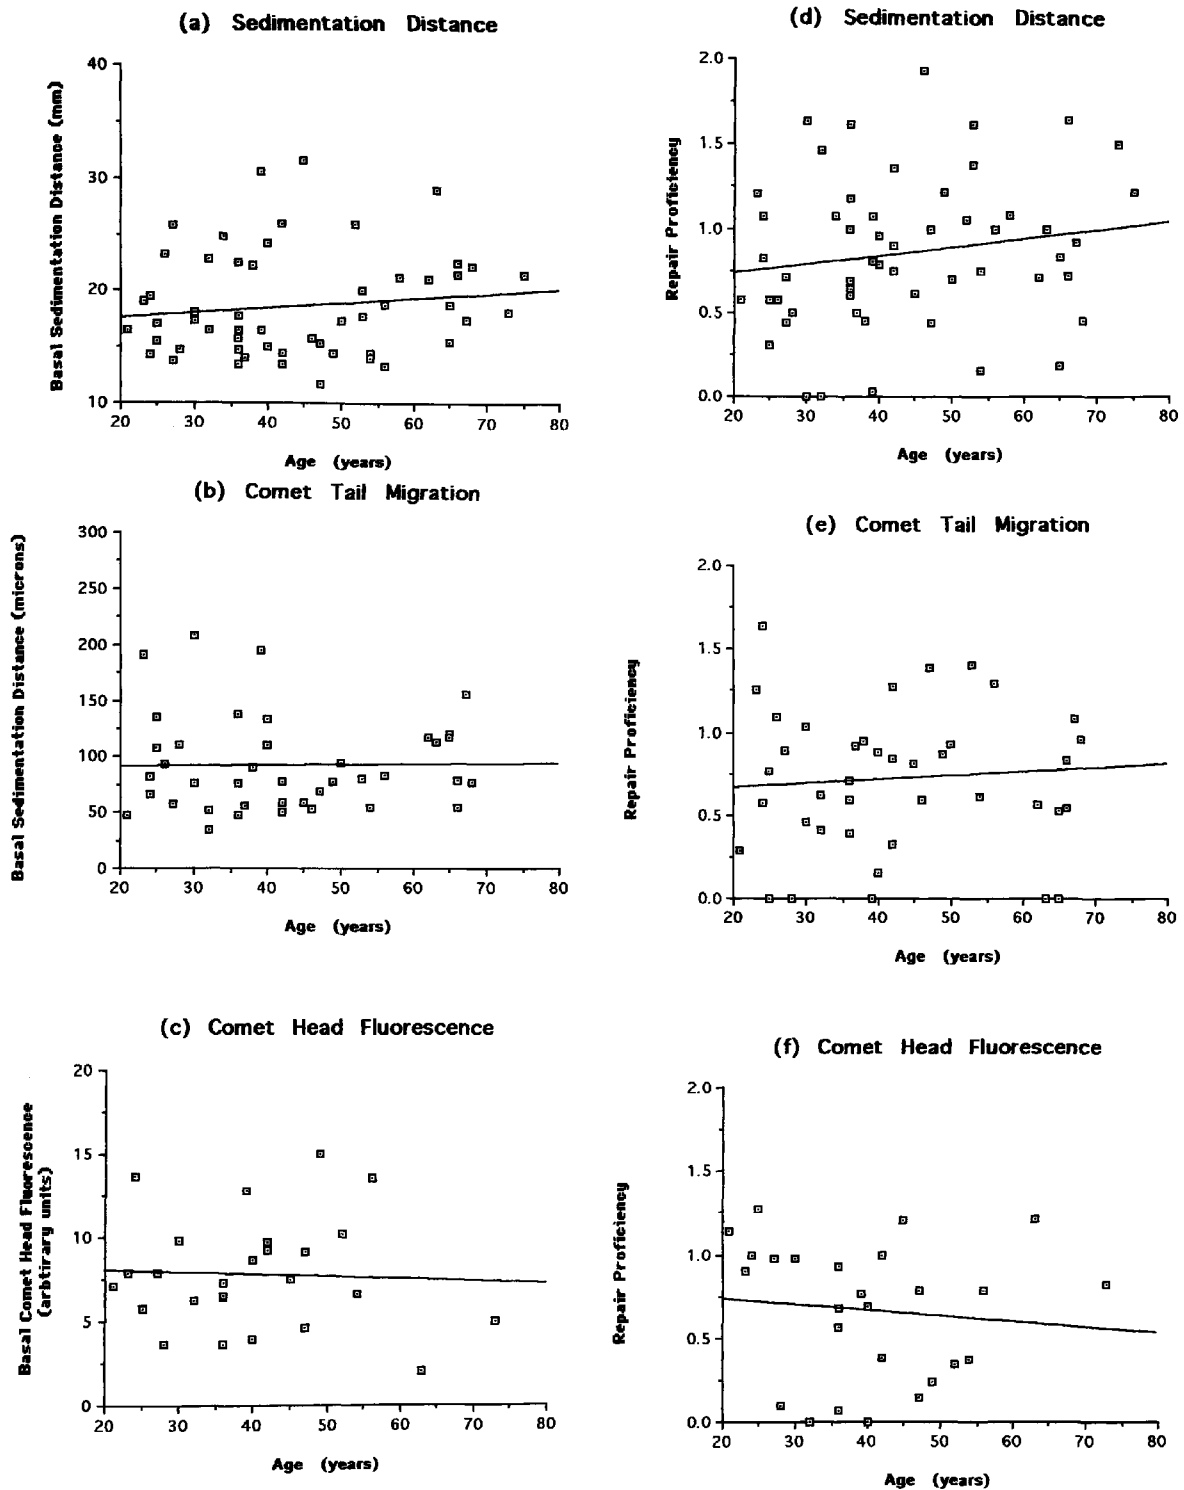 (a) Sedimentation Distance
Basal Sedimentation Distance (mm)
40
30
20
10
20 30 40 50 60 70 80
Age (years)
(b) Comet Tail Migration
Basal Sedimentation Distance (microns)
300
250
200
150
100
50
0
20 30 40 50 60 70 80
Age (years)
(c) Comet Head Fluorescence
Basal Comet Head Fluorescence
(arbtirary units)
20
15
10
5
0
20 30 40 50 60 70 80
Age (years)
(d) Sedimentation Distance
Repair Proficiency
2.0
1.5
1.0
0.5
0.0
20 30 40 50 60 70 80
Age (years)
(e) Comet Tail Migration
Repair Proficiency
2.0
1.5
1.0
0.5
0.0
20 30 40 50 60 70 80
Age (years)
(f) Comet Head Fluorescence
Repair Proficiency
2.0
1.5
1.0
0.5
0.0
20 30 40 50 60 70 80
Age (years)